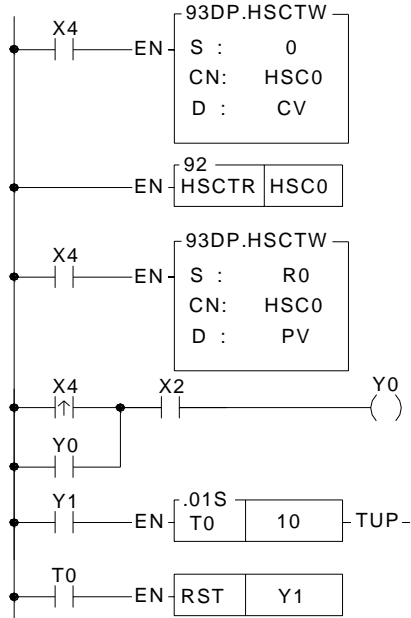 93DP.HSCTW
X4
EN
S : 0
CN: HSC0
D : CV
92
EN HSCTR HSC0
93DP.HSCTW
X4
EN
S : R0
CN: HSC0
D : PV
X4 X2 Y0
↑
Y0
.01S
Y1 EN T0 10 TUP
T0
EN RST Y1